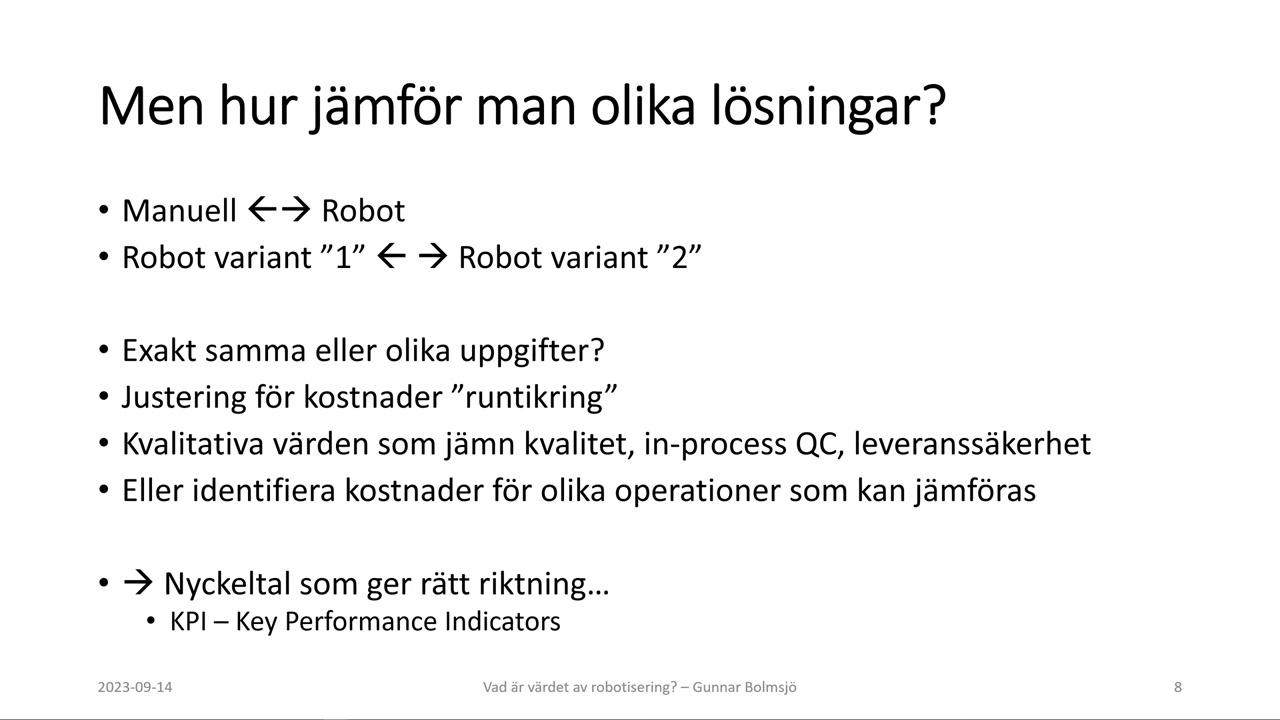 Men hur jämför man olika lösningar?
• Manuell ←→ Robot
• Robot variant ”1” ← → Robot variant ”2”
• Exakt samma eller olika uppgifter?
• Justering för kostnader ”runtikring”
• Kvalitativa värden som jämn kvalitet, in-process QC, leveranssäkerhet
• Eller identifiera kostnader för olika operationer som kan jämföras
• → Nyckeltal som ger rätt riktning…
• KPI – Key Performance Indicators
2023-09-14 Vad är värdet av robotisering? – Gunnar Bolmsjö 8